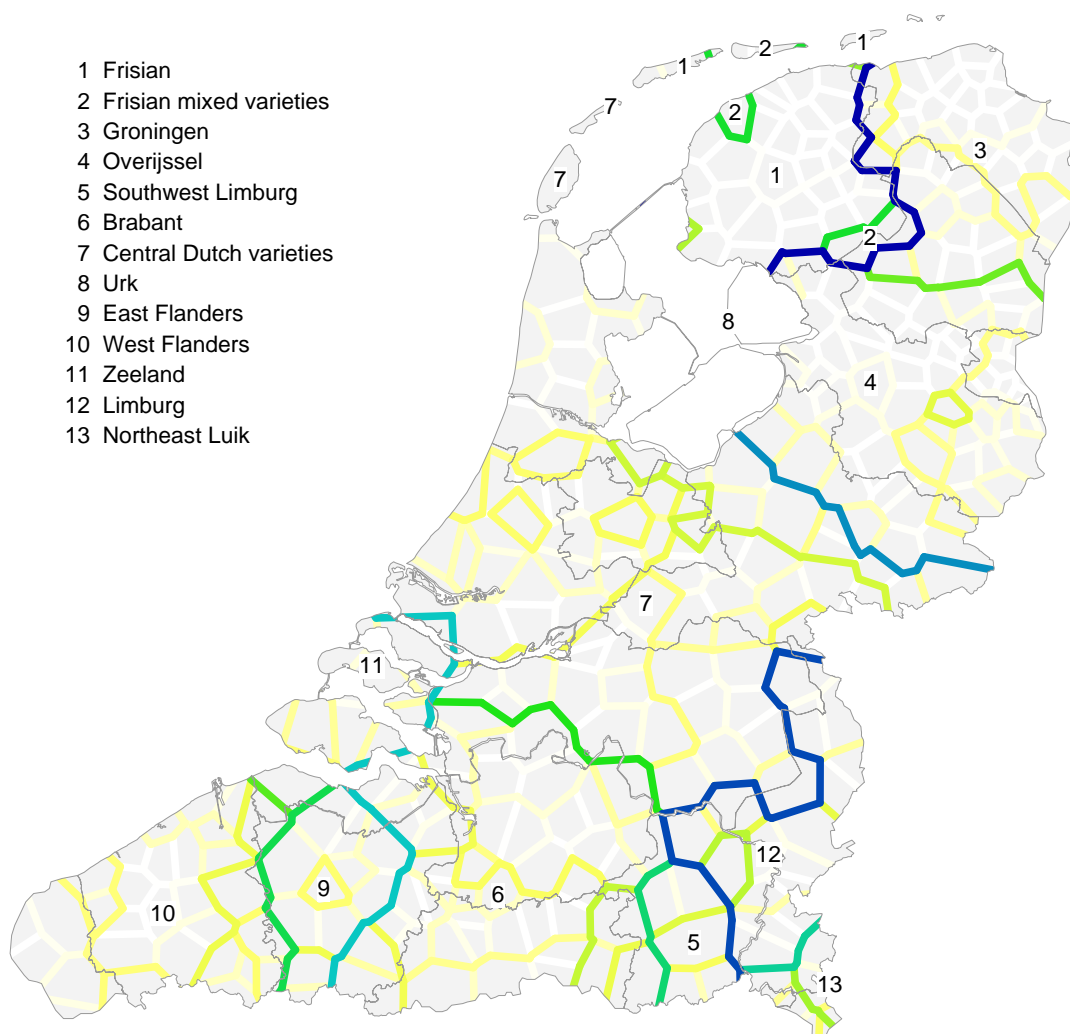 1 Frisian
2 Frisian mixed varieties
3 Groningen
4 Overijssel
5 Southwest Limburg
6 Brabant
7 Central Dutch varieties
8 Urk
9 East Flanders
10 West Flanders
11 Zeeland
12 Limburg
13 Northeast Luik
1
2
1
7
2
3
1
7
2
8
4
7
11
12
9
6
10
5
13